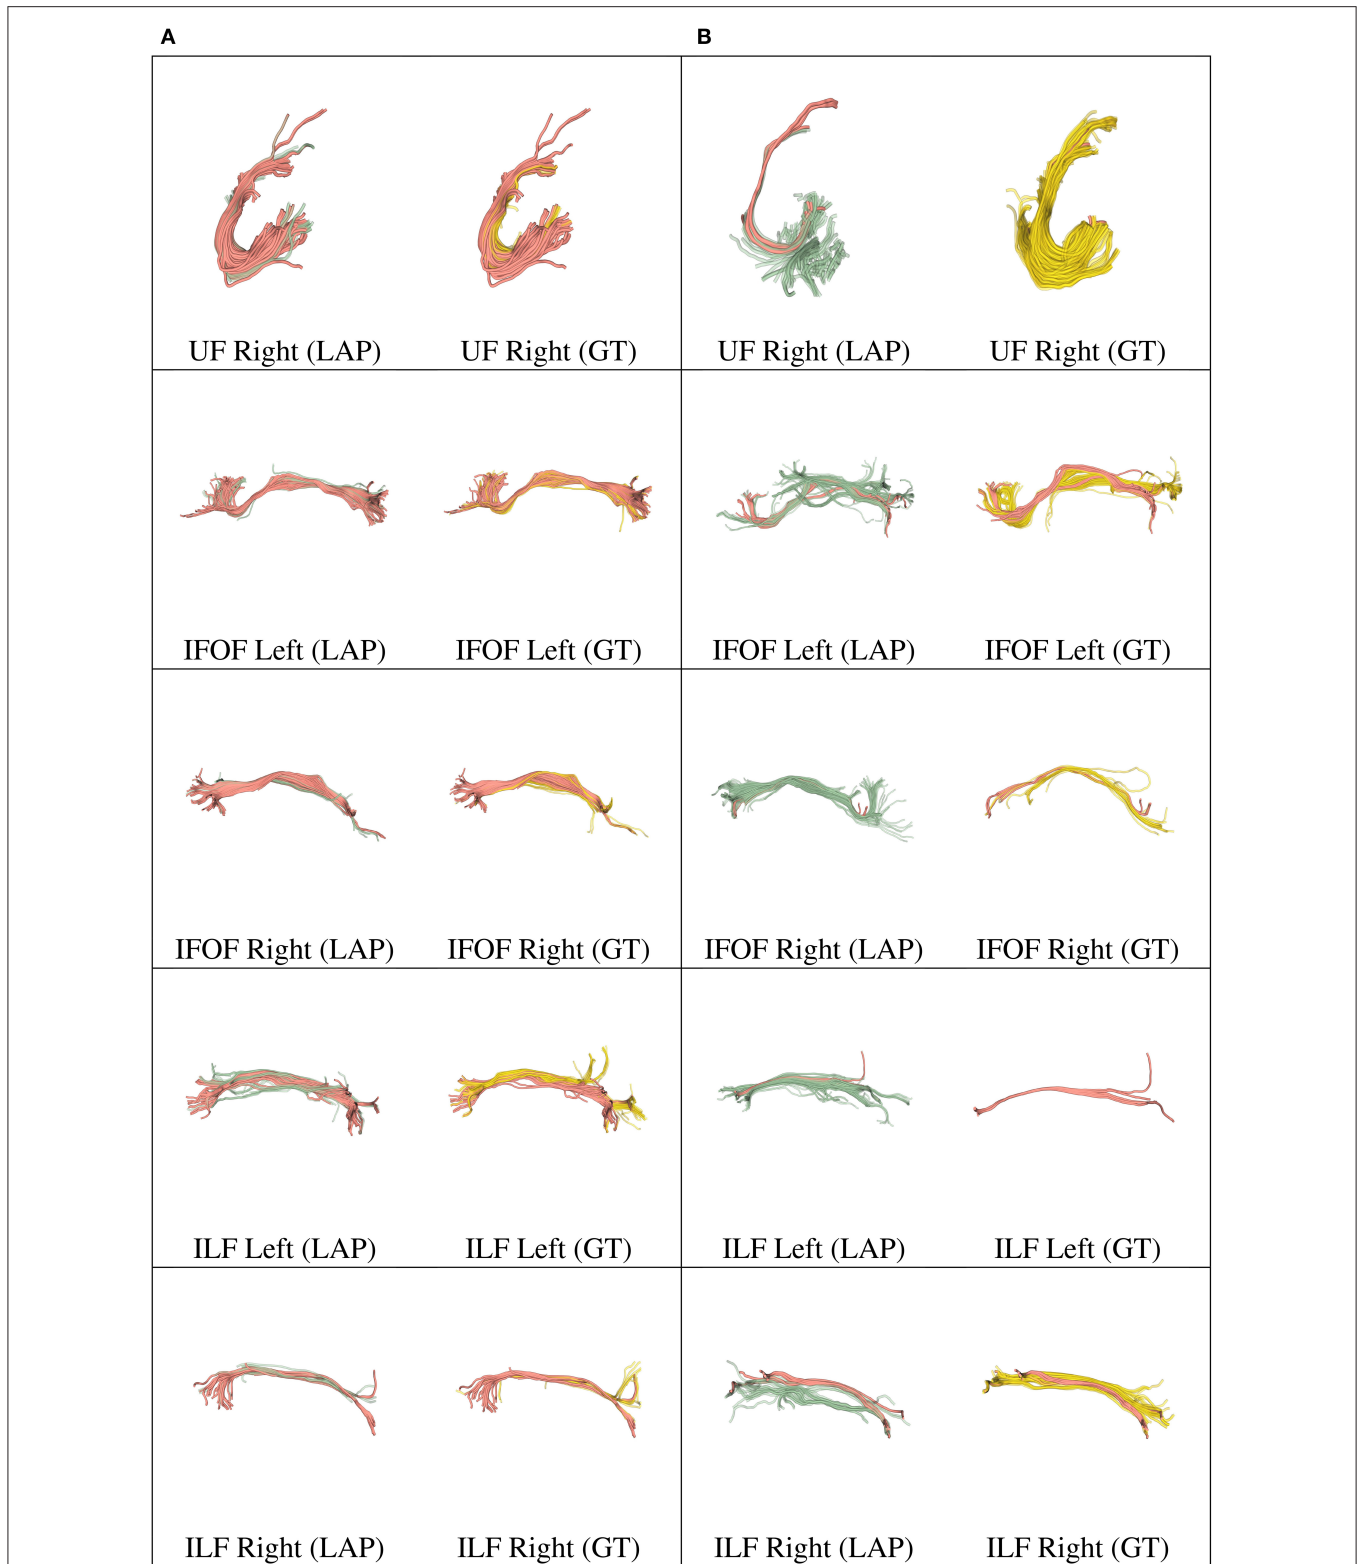 A B
UF Right (LAP) UF Right (GT) UF Right (LAP) UF Right (GT)
IFOF Left (LAP) IFOF Left (GT) IFOF Left (LAP) IFOF Left (GT)
IFOF Right (LAP) IFOF Right (GT) IFOF Right (LAP) IFOF Right (GT)
ILF Left (LAP) ILF Left (GT) ILF Left (LAP) ILF Left (GT)
ILF Right (LAP) ILF Right (GT) ILF Right (LAP) ILF Right (GT)